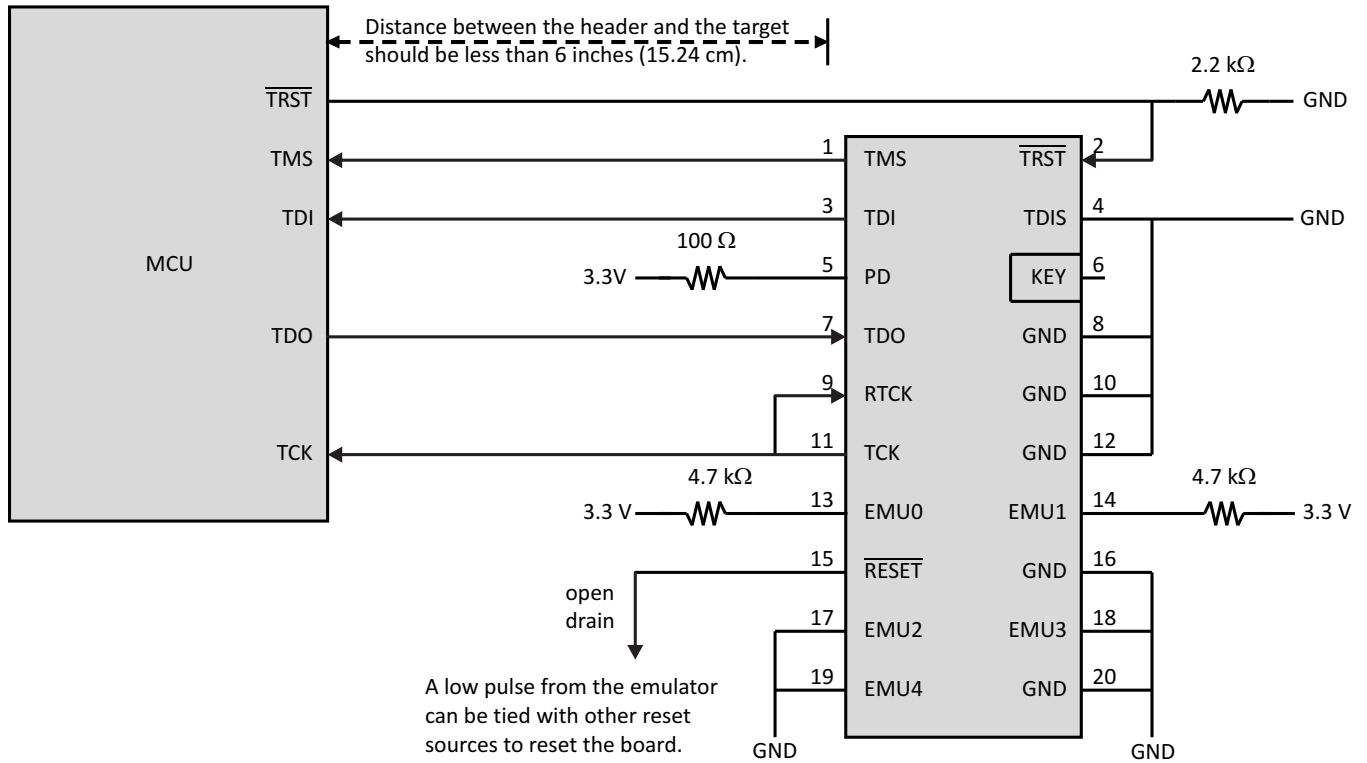 Distance between the header and the target
should be less than 6 inches (15.24 cm).
2.2 kΩ
TRST
GND
TMS
1
TMS
TRST
2
TDI
3
TDI
TDIS
4
GND
100 Ω
MCU
3.3V
5
PD
KEY
6
TDO
7
TDO
GND
8
9
RTCK
GND
10
TCK
11
TCK
GND
12
4.7 kΩ
4.7 kΩ
3.3 V
13
EMU0
EMU1
14
3.3 V
15
RESET
GND
16
open
drain
17
EMU2
EMU3
18
19
EMU4
GND
20
A low pulse from the emulator
can be tied with other reset
sources to reset the board.
GND
GND